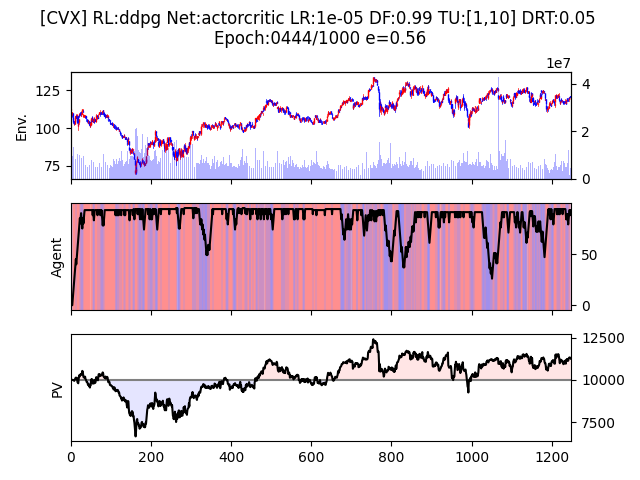 [CVX] RL:ddpg Net:actorcritic LR:1e-05 DF:0.99 TU:[1,10] DRT:0.05
Epoch:0444/1000 e=0.56
1e7
125
100
75
Env.
4
2
0
Agent
50
0
PV
12500
10000
7500
0 200 400 600 800 1000 1200